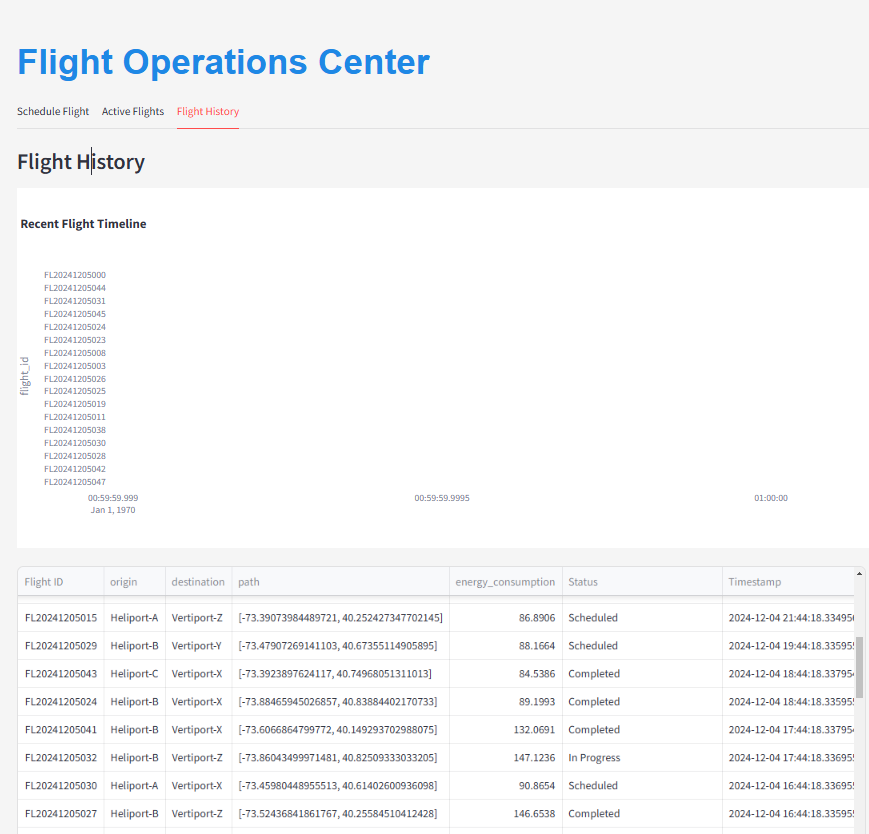 Flight Operations Center
Schedule Flight Active Flights Flight History
Flight History
Recent Flight Timeline
flight_id
FL20241205000
FL20241205044
FL20241205031
FL20241205045
FL20241205024
FL20241205023
FL20241205008
FL20241205003
FL20241205026
FL20241205025
FL20241205019
FL20241205011
FL20241205038
FL20241205030
FL20241205028
FL20241205042
FL20241205047
00:59:59.999 00:59:59.9995 01:00:00
Jan 1, 1970
Flight ID origin destination path energy_consumption Status Timestamp
FL20241205015 Heliport-A Vertiport-Z [-73.39073984489721, 40.252427347702145] 86.8906 Scheduled 2024-12-04 21:44:18.334956
FL20241205029 Heliport-B Vertiport-Y [-73.47907269141103, 40.67355114905895] 88.1664 Scheduled 2024-12-04 19:44:18.335955
FL20241205043 Heliport-C Vertiport-X [-73.3923897624117, 40.74968051311013] 84.5386 Completed 2024-12-04 18:44:18.337954
FL20241205024 Heliport-B Vertiport-X [-73.88465945026857, 40.83884402170733] 89.1993 Completed 2024-12-04 18:44:18.335955
FL20241205041 Heliport-B Vertiport-X [-73.6066864799772, 40.149293702988075] 132.0691 Completed 2024-12-04 17:44:18.337954
FL20241205032 Heliport-B Vertiport-Z [-73.86043499971481, 40.82509333033205] 147.1236 In Progress 2024-12-04 17:44:18.336955
FL20241205030 Heliport-A Vertiport-X [-73.45980448955513, 40.61402600936098] 90.8654 Scheduled 2024-12-04 16:44:18.336955
FL20241205027 Heliport-B Vertiport-Z [-73.52436841861767, 40.25584510412428] 146.6538 Completed 2024-12-04 16:44:18.335955